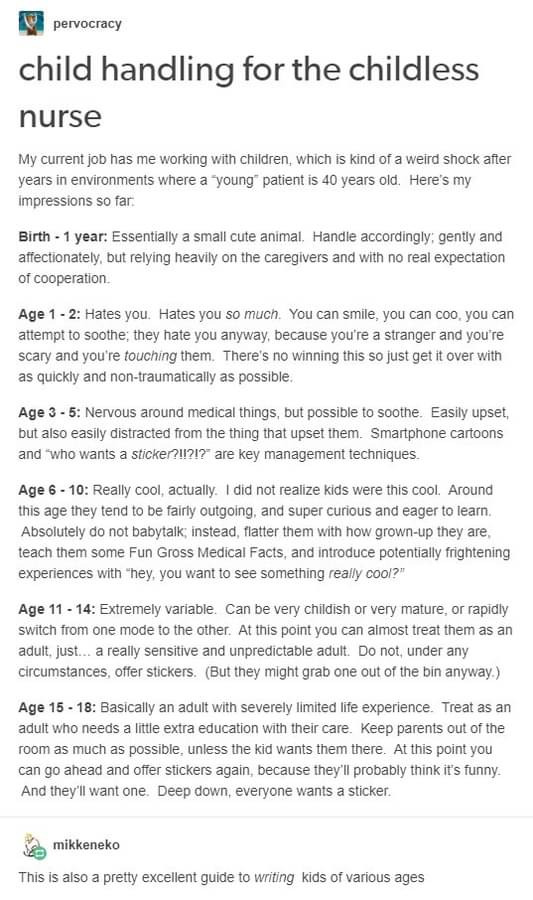 pervocracy
child handling for the childless
nurse
My current job has me working with children, which is kind of a weird shock after
years in environments where a "young" patient is 40 years old. Here's my
impressions so far:
Birth - 1 year: Essentially a small cute animal. Handle accordingly; gently and
affectionately, but relying heavily on the caregivers and with no real expectation
of cooperation.
Age 1 - 2: Hates you. Hates you so much. You can smile, you can coo, you can
attempt to soothe; they hate you anyway, because you're a stranger and you're
scary and you're touching them. There's no winning this so just get it over with
as quickly and non-traumatically as possible.
Age 3 - 5: Nervous around medical things, but possible to soothe. Easily upset,
but also easily distracted from the thing that upset them. Smartphone cartoons
and "who wants a sticker?!!?!?" are key management techniques.
Age 6 - 10: Really cool, actually. I did not realize kids were this cool. Around
this age they tend to be fairly outgoing, and super curious and eager to learn.
Absolutely do not babytalk; instead, flatter them with how grown-up they are,
teach them some Fun Gross Medical Facts, and introduce potentially frightening
experiences with "hey, you want to see something really cool?"
Age 11 - 14: Extremely variable. Can be very childish or very mature, or rapidly
switch from one mode to the other. At this point you can almost treat them as an
adult, just... a really sensitive and unpredictable adult. Do not, under any
circumstances, offer stickers. (But they might grab one out of the bin anyway.)
Age 15 - 18: Basically an adult with severely limited life experience. Treat as an
adult who needs a little extra education with their care. Keep parents out of the
room as much as possible, unless the kid wants them there. At this point you
can go ahead and offer stickers again, because they'll probably think it's funny.
And they'll want one. Deep down, everyone wants a sticker.
mikkeneko
This is also a pretty excellent guide to writing kids of various ages